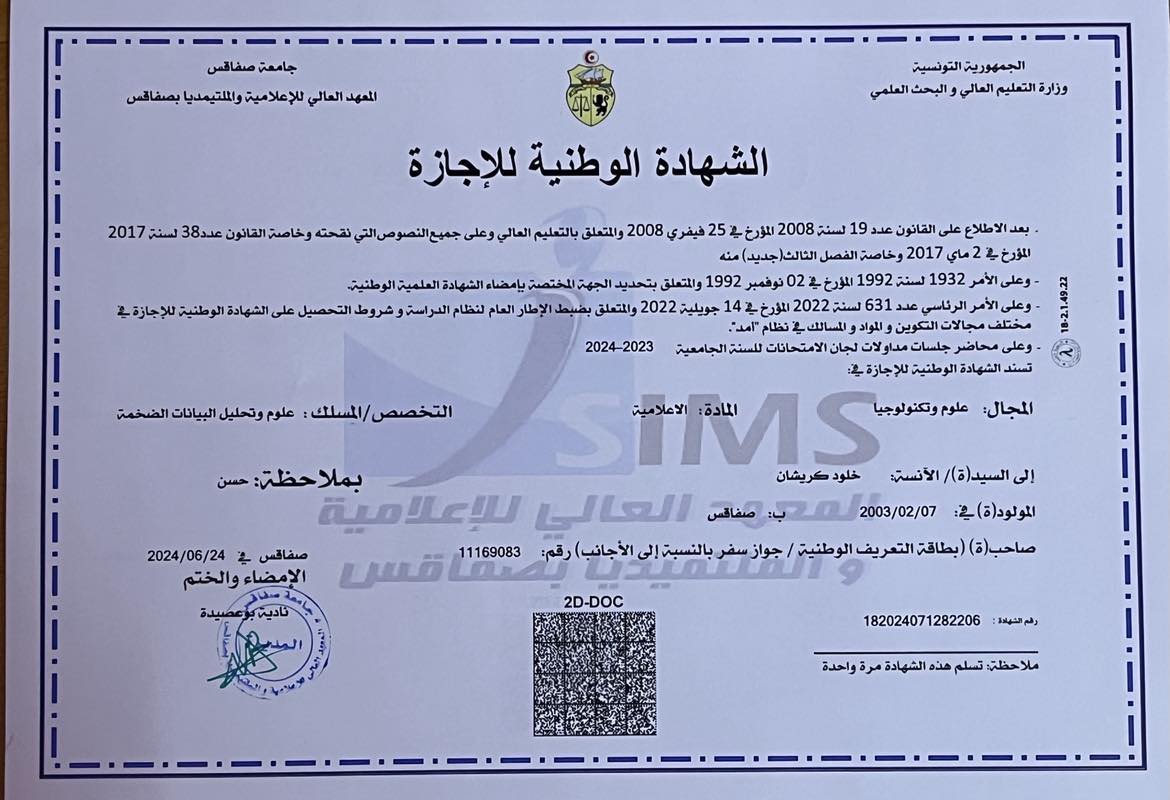 الجمهورية التونسية
وزارة التعليم العالي و البحث العلمي
جامعة صفاقس
المعهد العالي للإعلامية والملتيمديا بصفاقس
الشهادة الوطنية للإجازة
- بعد الاطلاع على القانون عدد 19 لسنة 2008 المؤرخ في 25 فيفري 2008 والمتعلق بالتعليم العالي وعلى جميع النصوص التي نقحته وخاصة القانون عدد 38 لسنة 2017
المؤرخ في 2 ماي 2017 وخاصة الفصل الثالث (جديد) منه
- وعلى الأمر 1932 لسنة 1992 المؤرخ في 02 نوفمبر 1992 والمتعلق بتحديد الجهة المختصة بإمضاء الشهادة العلمية الوطنية.
- وعلى الأمر الرئاسي عدد 631 لسنة 2022 المؤرخ في 14 جويلية 2022 والمتعلق بضبط الإطار العام لنظام الدراسة و شروط التحصيل على الشهادة الوطنية للإجازة في
مختلف مجالات التكوين و المواد و المسالك في نظام "أمد".
- وعلى محاضر جلسات مداولات لجان الامتحانات للسنة الجامعية 2023-2024
تسند الشهادة الوطنية للإجازة في:
18-2.1.49.22
المجال: علوم وتكنولوجيا المادة: الاعلامية التخصص/المسلك: علوم وتحليل البيانات الضخمة
SIMS
إلى السيد(ة)/ الآنسة: خلود كريشان بملاحظة: حسن
المعهد العالي للإعلامية
المولود(ة) في: 2003/02/07 ب: صفاقس
صاحب(ة) (بطاقة التعريف الوطنية / جواز سفر بالنسبة إلى الأجانب) رقم: 11169083
و الملتميديا بصفاقس
صفاقس في 2024/06/24
الإمضاء والختم
نادية بوعصيدة
جامعة صفاقس
المدير
2D-DOC
رقم الشهادة : 182024071282206
ملاحظة: تسلم هذه الشهادة مرة واحدة